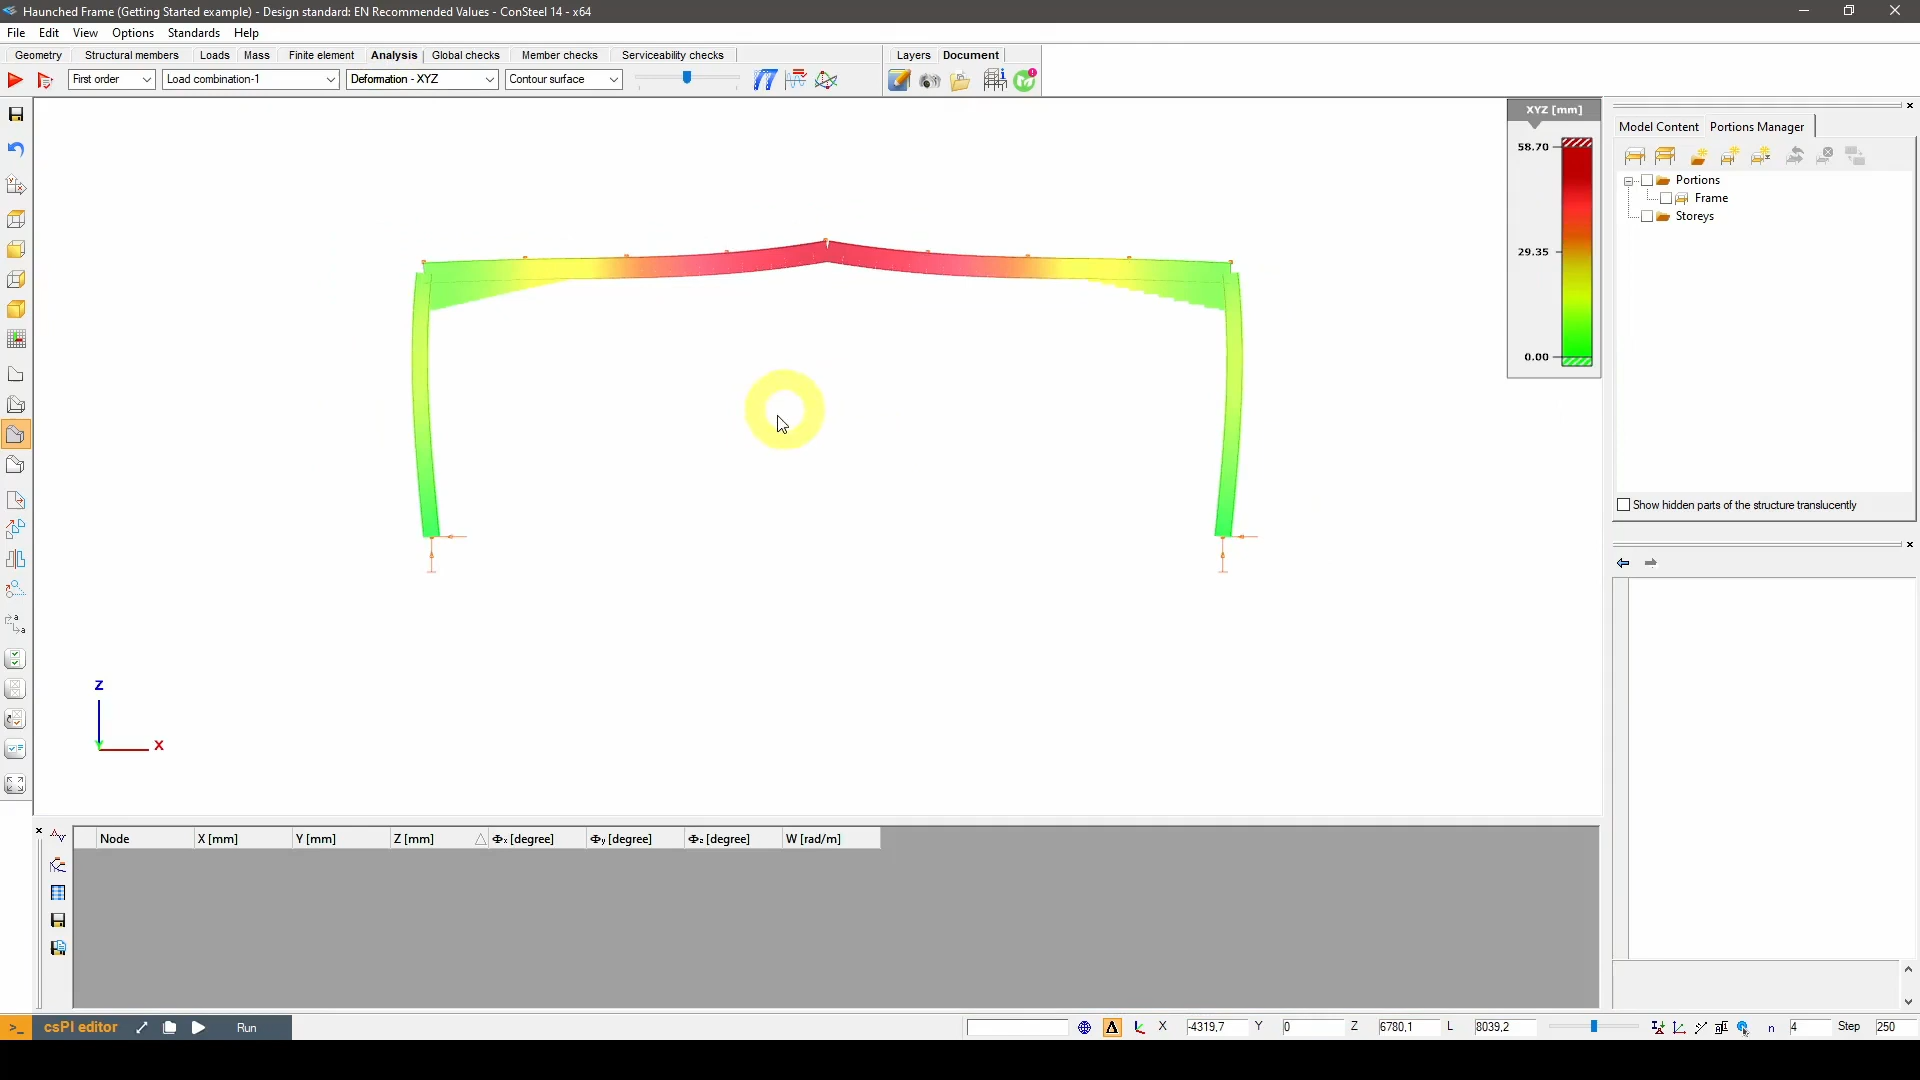 Haunched Frame (Getting Started example) - Design standard: EN Recommended Values - ConSteel 14 - x64
File Edit View Options Standards Help
Geometry Structural members Loads Mass Finite element Analysis Global checks Member checks Serviceability checks Layers Document
First order Load combination-1 Deformation - XYZ Contour surface
XYZ [mm]
58.70
29.35
0.00
Model Content Portions Manager
Portions
Frame
Storeys
Show hidden parts of the structure translucently
Z
X
Node X [mm] Y [mm] Z [mm] Φx [degree] Φy [degree] Φz [degree] W [rad/m]
>_ csPI editor Run
Δ X -4319,7 Y 0 Z 6780,1 L 8039,2 n 4 Step 250